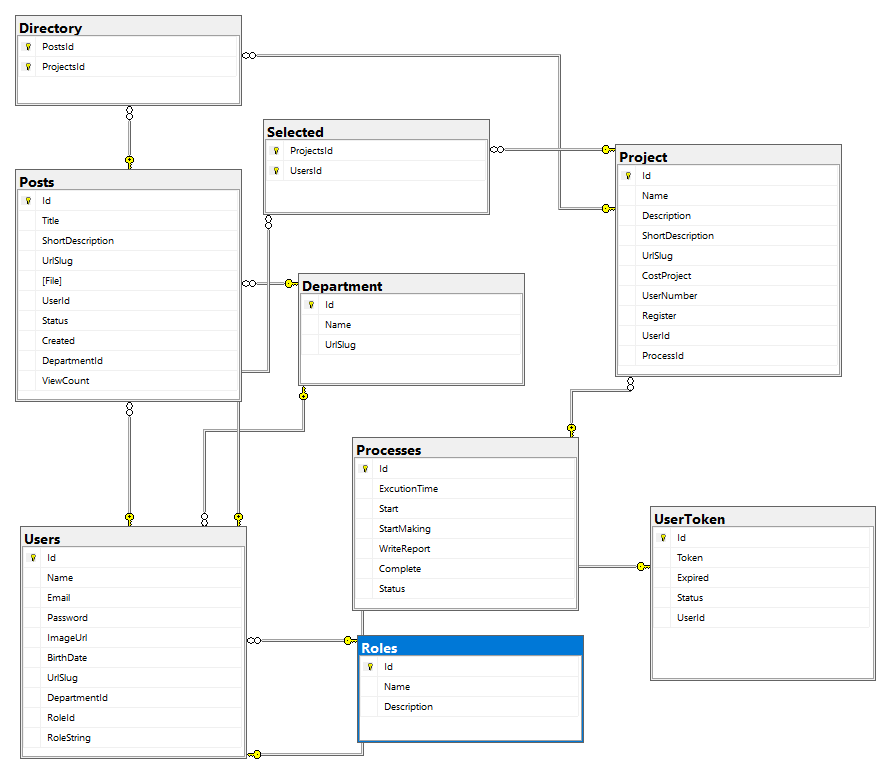 Directory
PostsId
ProjectsId
Selected
ProjectsId
UsersId
Project
Id
Name
Description
ShortDescription
UrlSlug
CostProject
UserNumber
Register
UserId
ProcessId
Posts
Id
Title
ShortDescription
UrlSlug
[File]
UserId
Status
Created
DepartmentId
ViewCount
Department
Id
Name
UrlSlug
Processes
Id
ExcutionTime
Start
StartMaking
WriteReport
Complete
Status
UserToken
Id
Token
Expired
Status
UserId
Users
Id
Name
Email
Password
ImageUrl
BirthDate
UrlSlug
DepartmentId
RoleId
RoleString
Roles
Id
Name
Description